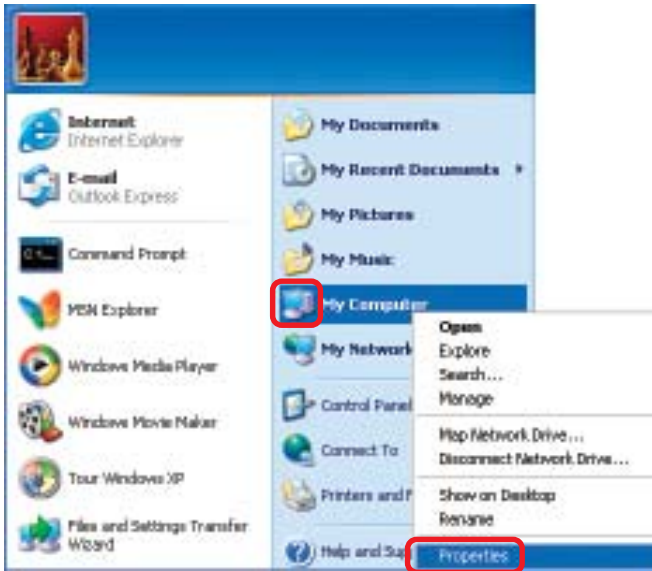 Internet
Internet Explorer
E-mail
Outlook Express
Command Prompt
MSN Explorer
Windows Media Player
Windows Movie Maker
Tour Windows XP
Files and Settings Transfer
Wizard
My Documents
My Recent Documents
My Pictures
My Music
My Computer
My Network
Control Panel
Connect To
Printers and F
Help and Sup
Open
Explore
Search...
Manage
Map Network Drive...
Disconnect Network Drive...
Show on Desktop
Rename
Properties